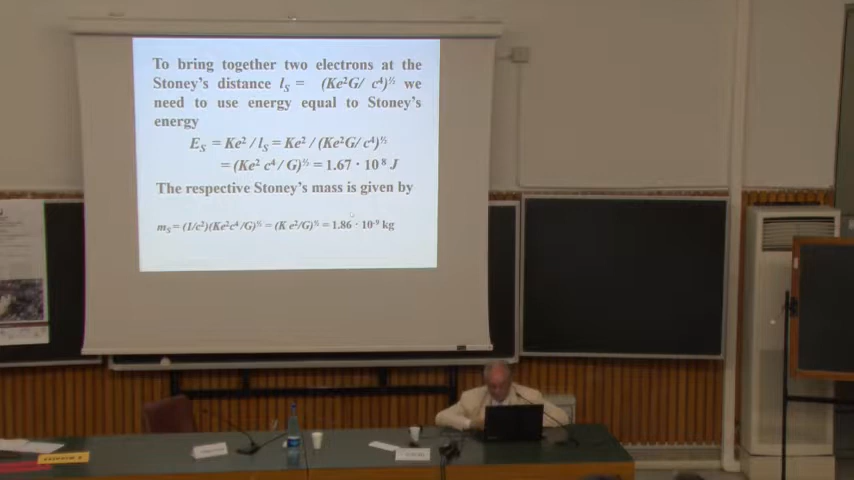 To bring together two electrons at the
Stoney's distance lₛ = (Ke²G/ c⁴)^½ we
need to use energy equal to Stoney's
energy
Eₛ = Ke² / lₛ = Ke² / (Ke²G/ c⁴)^½
= (Ke² c⁴ / G)^½ = 1.67 · 10⁸ J
The respective Stoney's mass is given by
mₛ = (1/c²)(Ke²c⁴ /G)^½ = (K e²/G)^½ = 1.86 · 10⁻⁹ kg